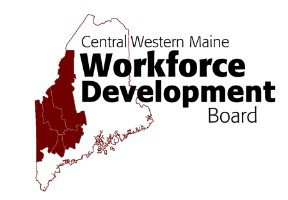 Central Western Maine
Workforce
Development
Board